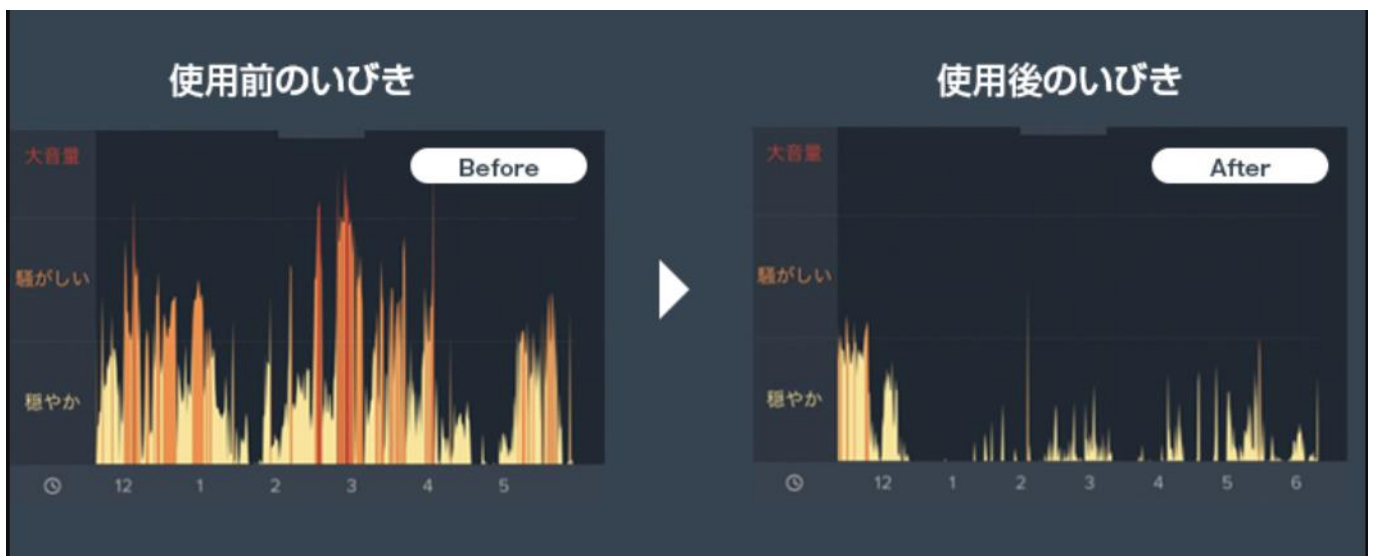 使用前のいびき
使用後のいびき
大音量
Before
騒がしい
穏やか
12 1 2 3 4 5
大音量
After
騒がしい
穏やか
12 1 2 3 4 5 6